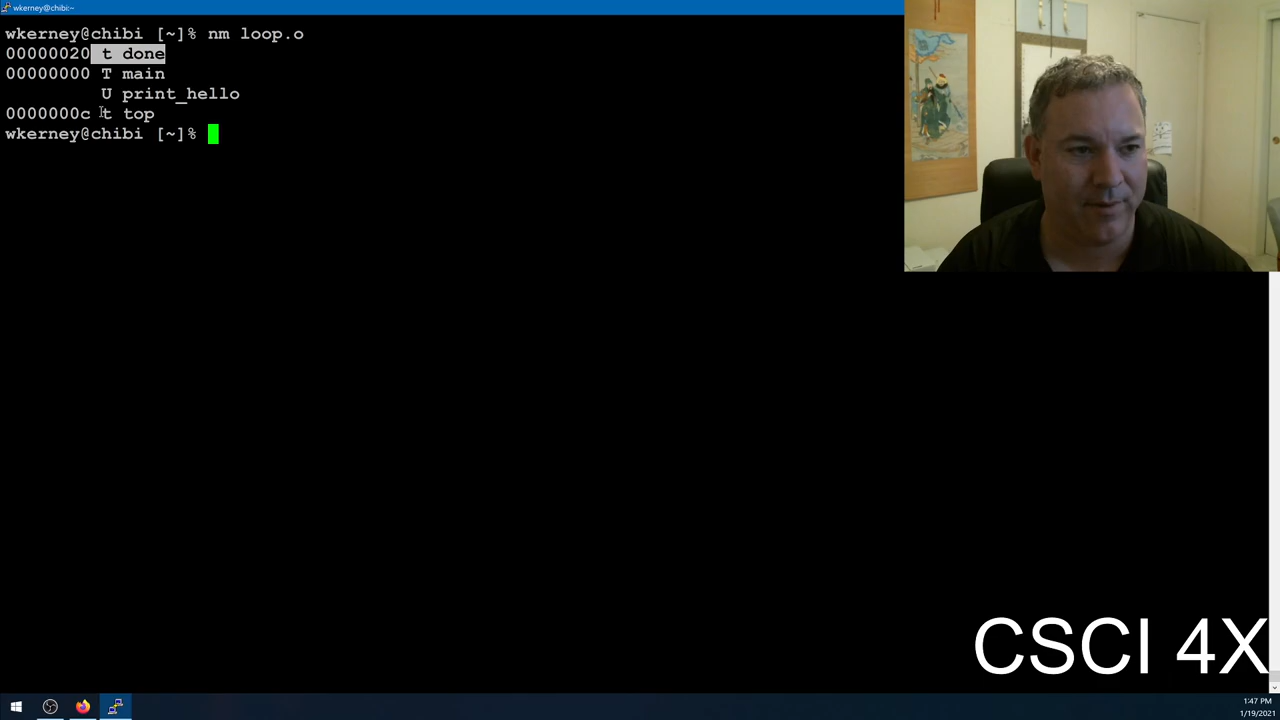 wkerney@chibi:~
wkerney@chibi [~]% nm loop.o
00000020 t done
00000000 T main
U print_hello
0000000c t top
wkerney@chibi [~]%
CSCI 4X
1:47 PM
1/19/2021